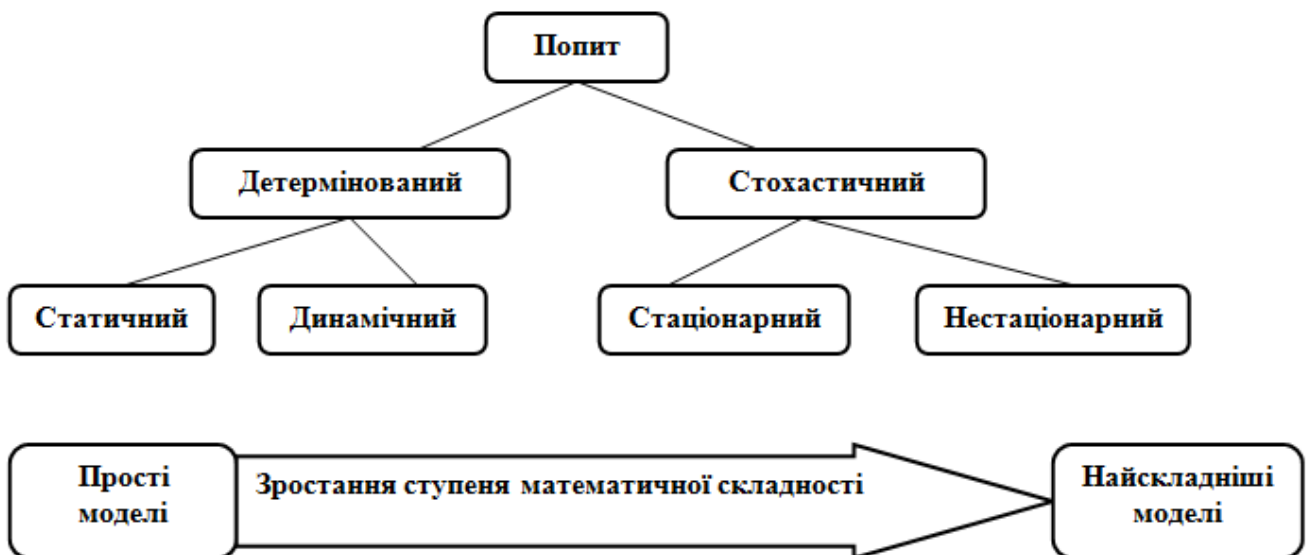 Попит
Детермінований
Стохастичний
Статичний
Динамічний
Стаціонарний
Нестаціонарний
Прості
моделі
Зростання ступеня математичної складності
Найскладніші
моделі